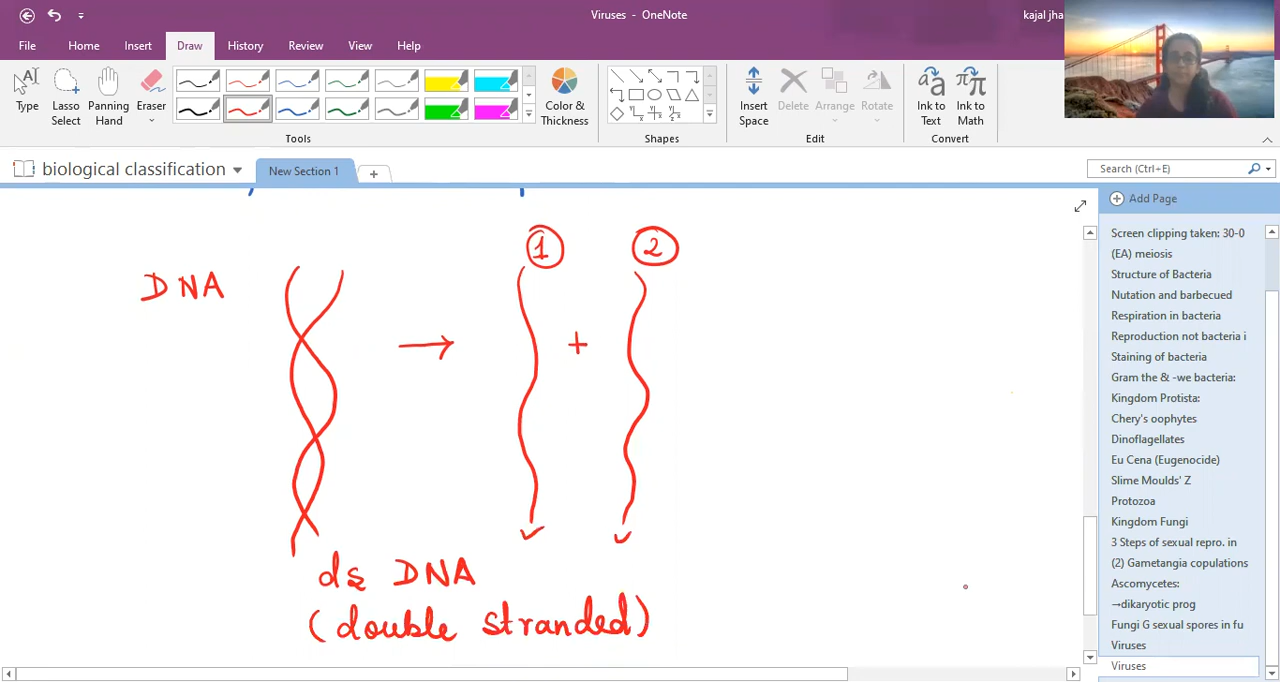 Viruses - OneNote
kajal jha
File Home Insert Draw History Review View Help
Type
Lasso Select
Panning Hand
Eraser
Color & Thickness
Insert Space
Delete
Arrange
Rotate
Ink to Text
Ink to Math
Tools
Shapes
Edit
Convert
biological classification
New Section 1
Search (Ctrl+E)
Add Page
Screen clipping taken: 30-0
(EA) meiosis
Structure of Bacteria
Nutation and barbecued
Respiration in bacteria
Reproduction not bacteria i
Staining of bacteria
Gram the & -we bacteria:
Kingdom Protista:
Chery's oophytes
Dinoflagellates
Eu Cena (Eugenocide)
Slime Moulds' Z
Protozoa
Kingdom Fungi
3 Steps of sexual repro. in
(2) Gametangia copulations
Ascomycetes:
→dikaryotic prog
Fungi G sexual spores in fu
Viruses
Viruses
1 2
DNA → +
ds DNA
(double stranded)